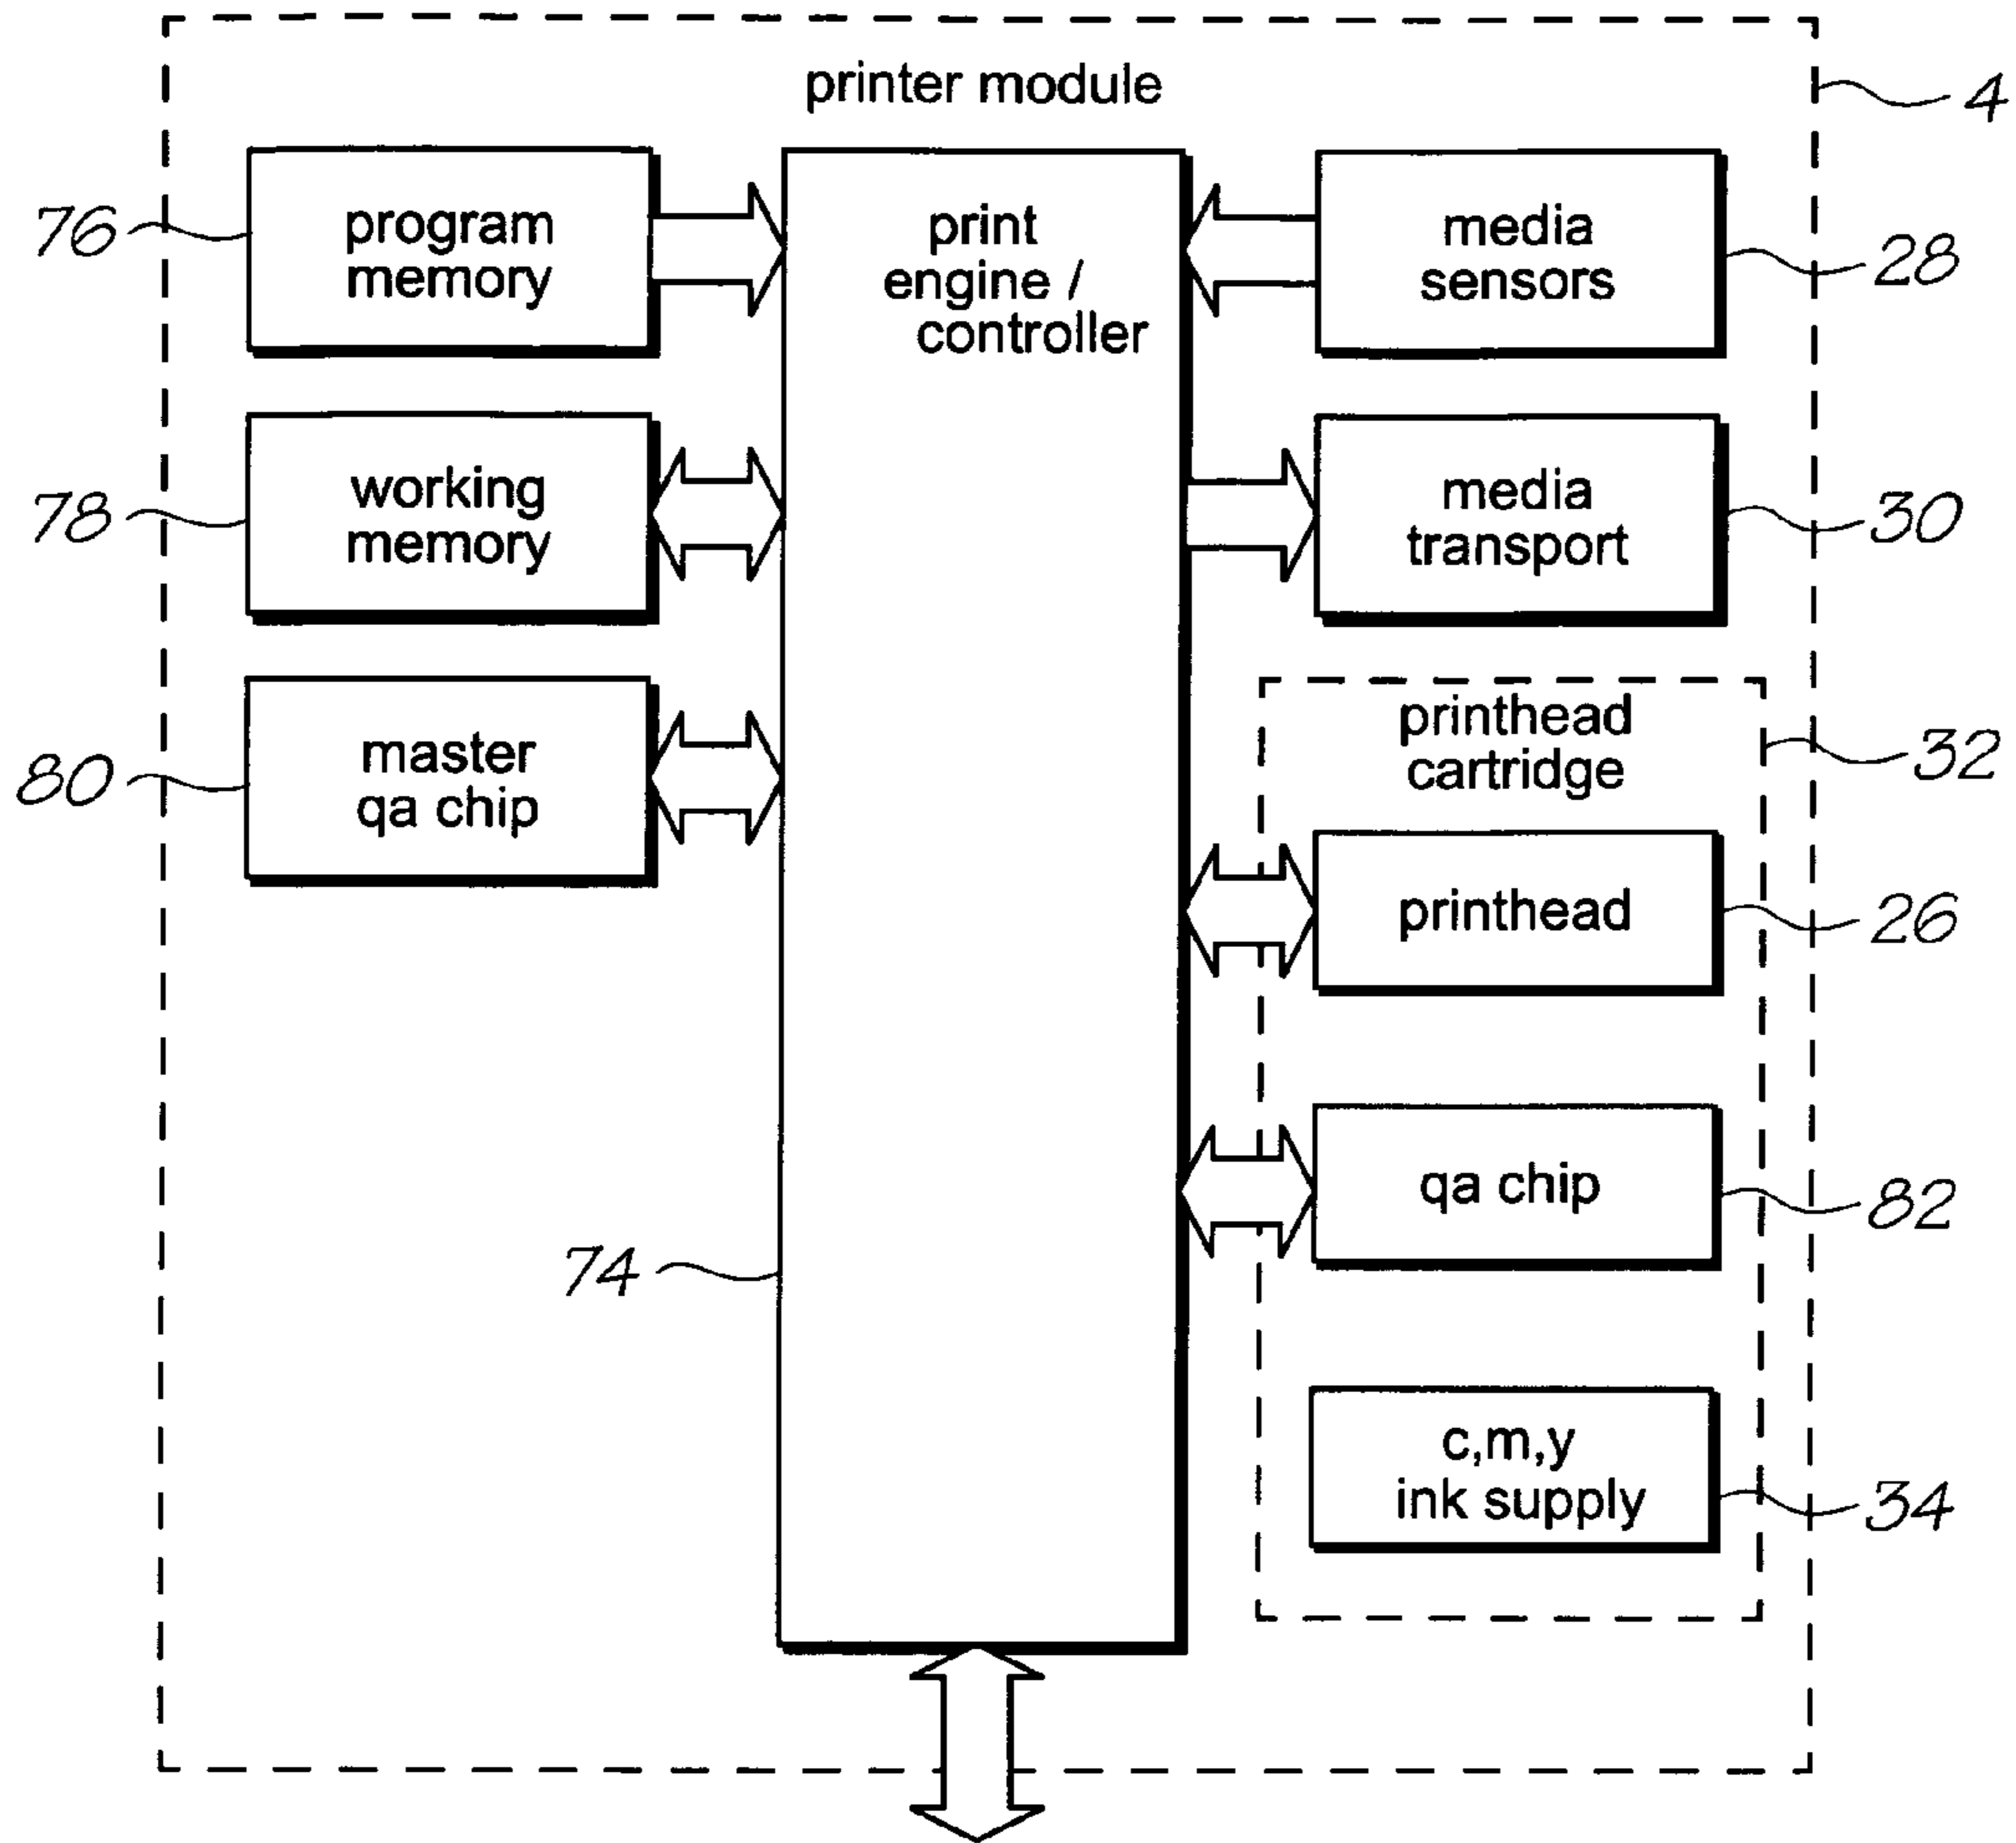 printer module
4
program
memory
76
print
engine /
controller
media
sensors
28
working
memory
78
media
transport
30
master
qa chip
80
printhead
cartridge
32
printhead
26
qa chip
82
74
c,m,y
ink supply
34